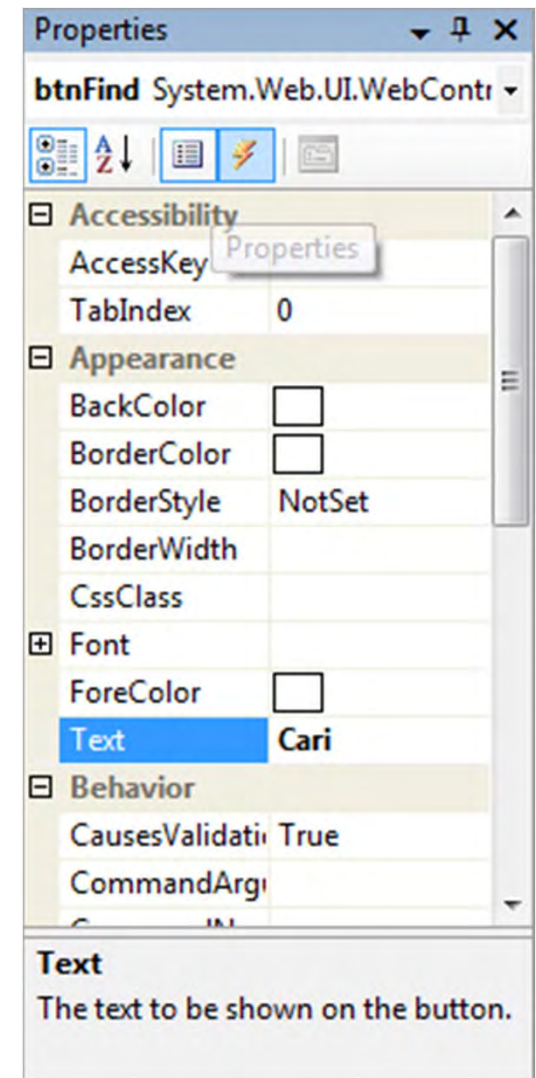 Properties
btnFind System.Web.UI.WebContr
A
Z
Accessibility
Properties
AccessKey
TabIndex 0
Appearance
BackColor
BorderColor
BorderStyle NotSet
BorderWidth
CssClass
Font
ForeColor
Text Cari
Behavior
CausesValidati True
CommandArg
Text
The text to be shown on the button.